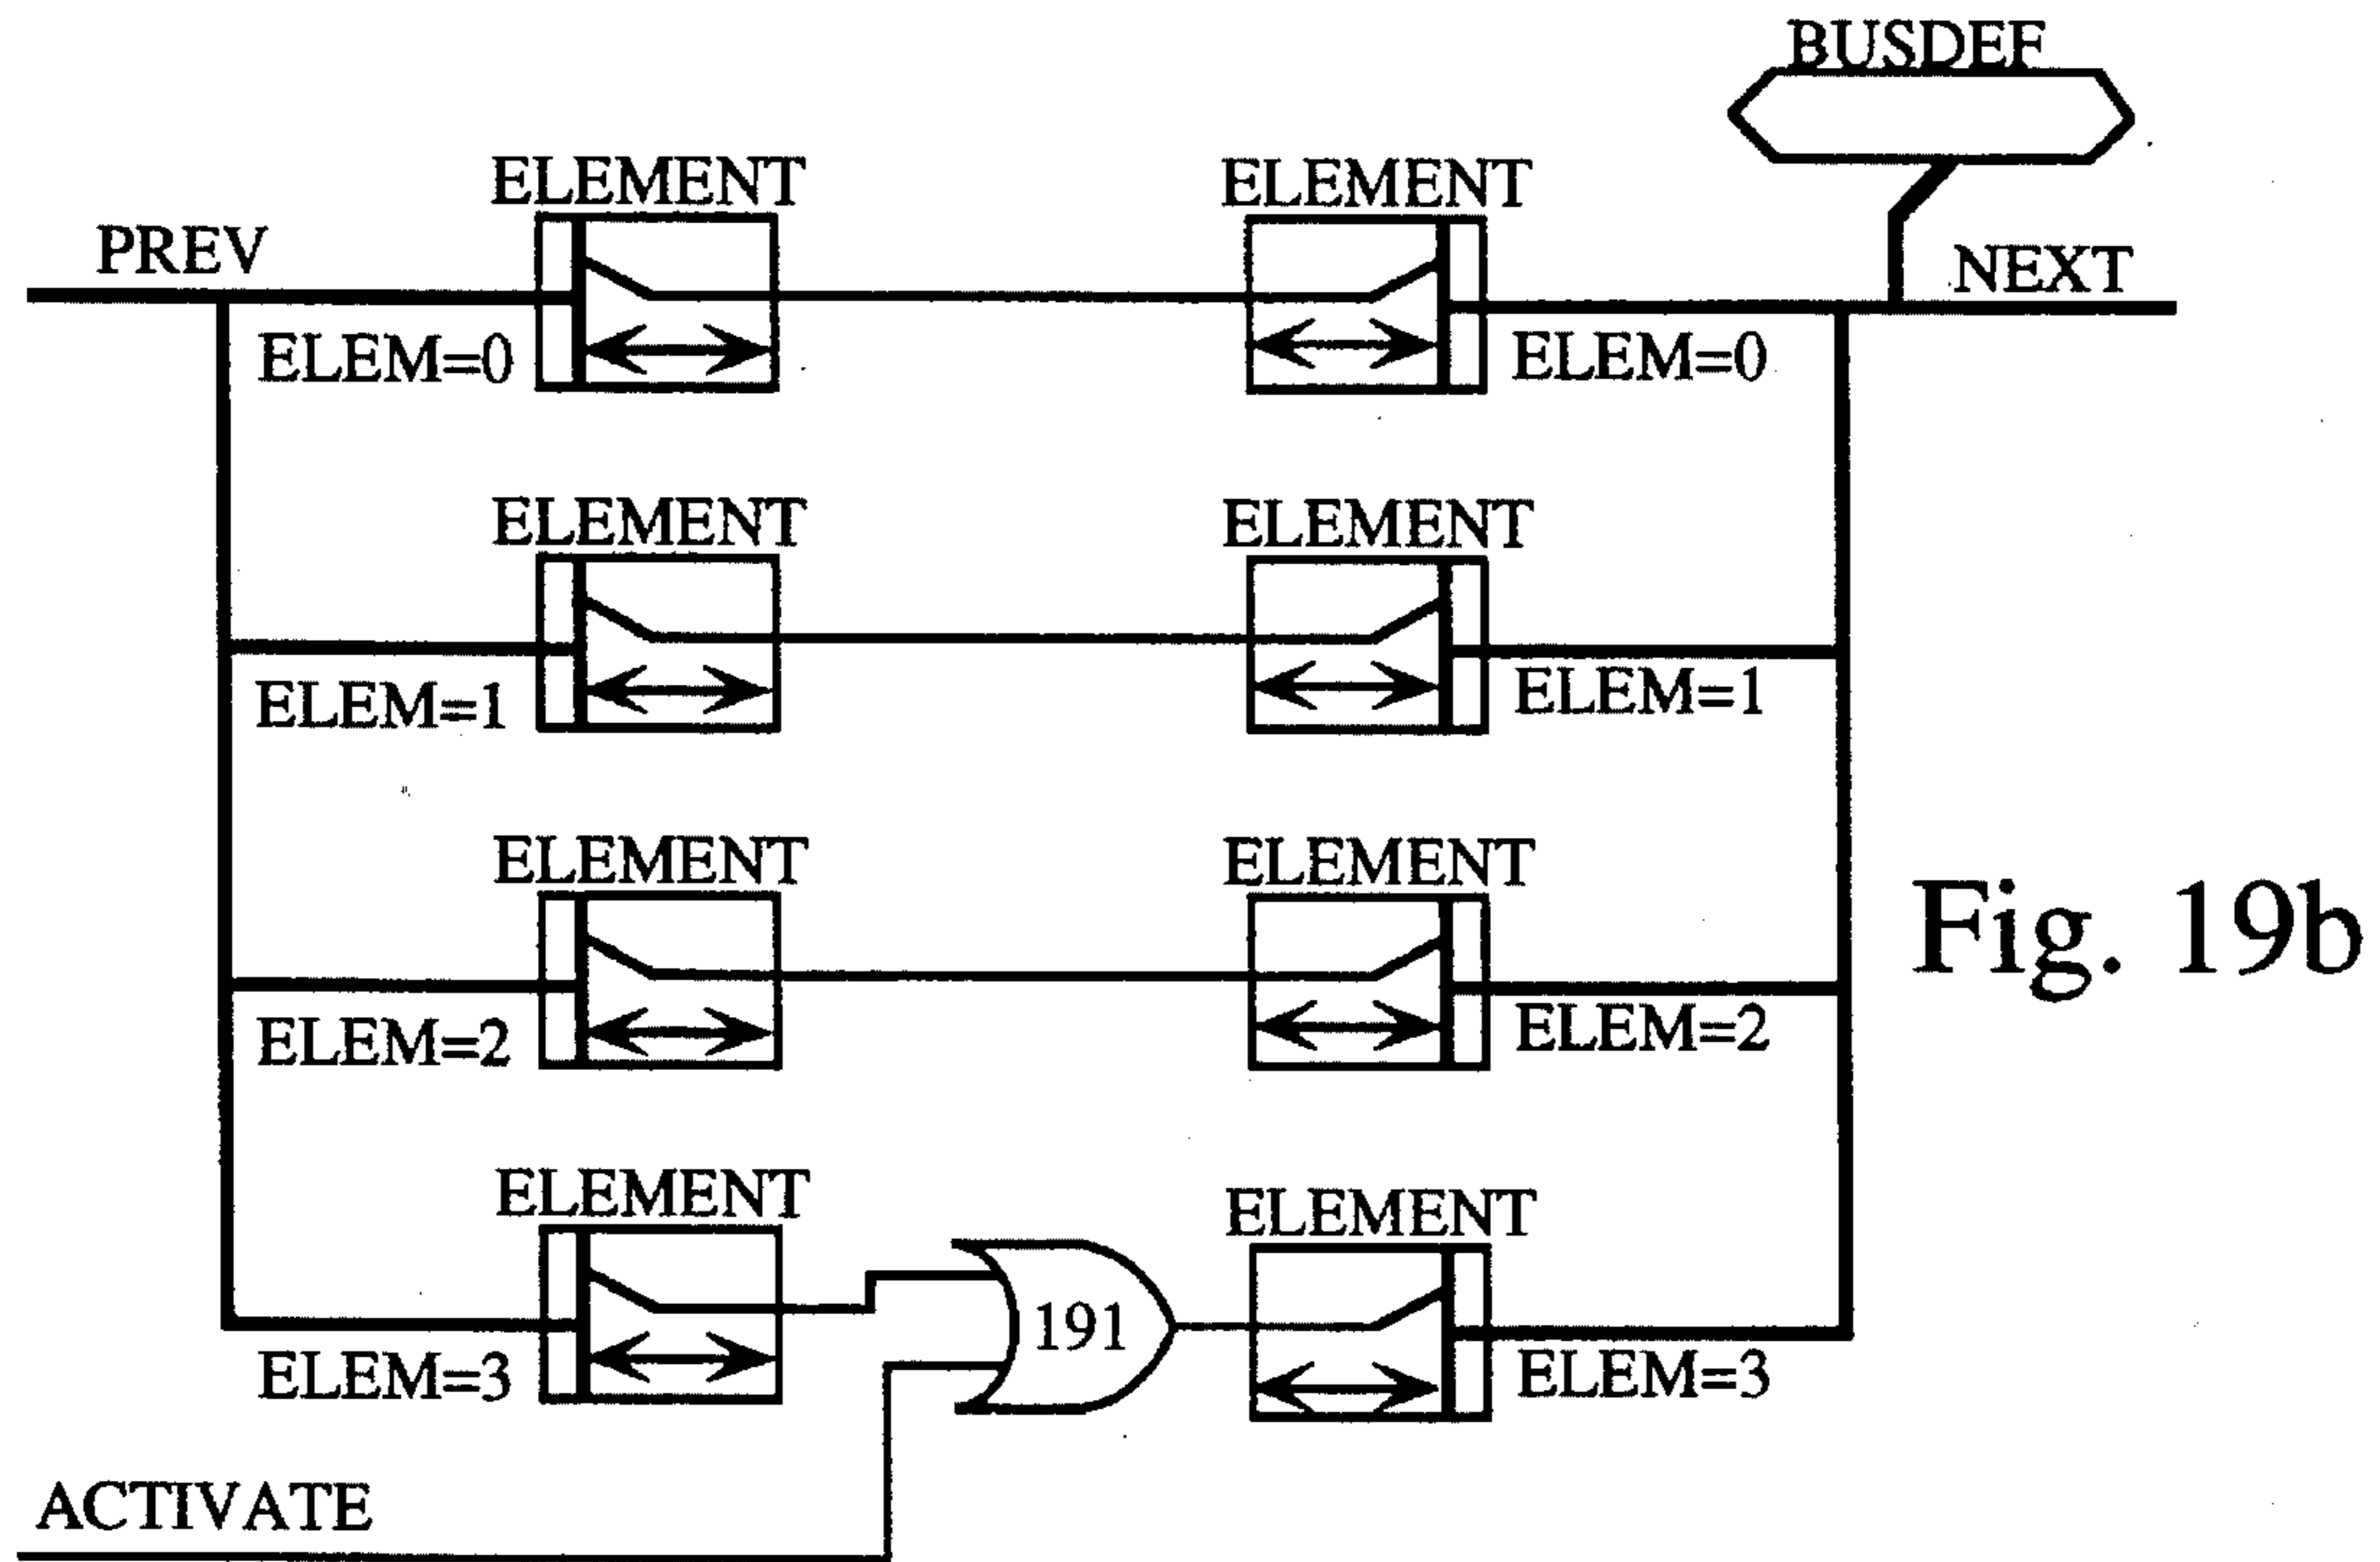 BUSDEF
ELEMENT
ELEMENT
PREV
NEXT
ELEM=0
ELEM=0
ELEMENT
ELEMENT
ELEM=1
ELEM=1
ELEMENT
ELEMENT
Fig. 19b
ELEM=2
ELEM=2
ELEMENT
ELEMENT
191
ELEM=3
ELEM=3
ACTIVATE